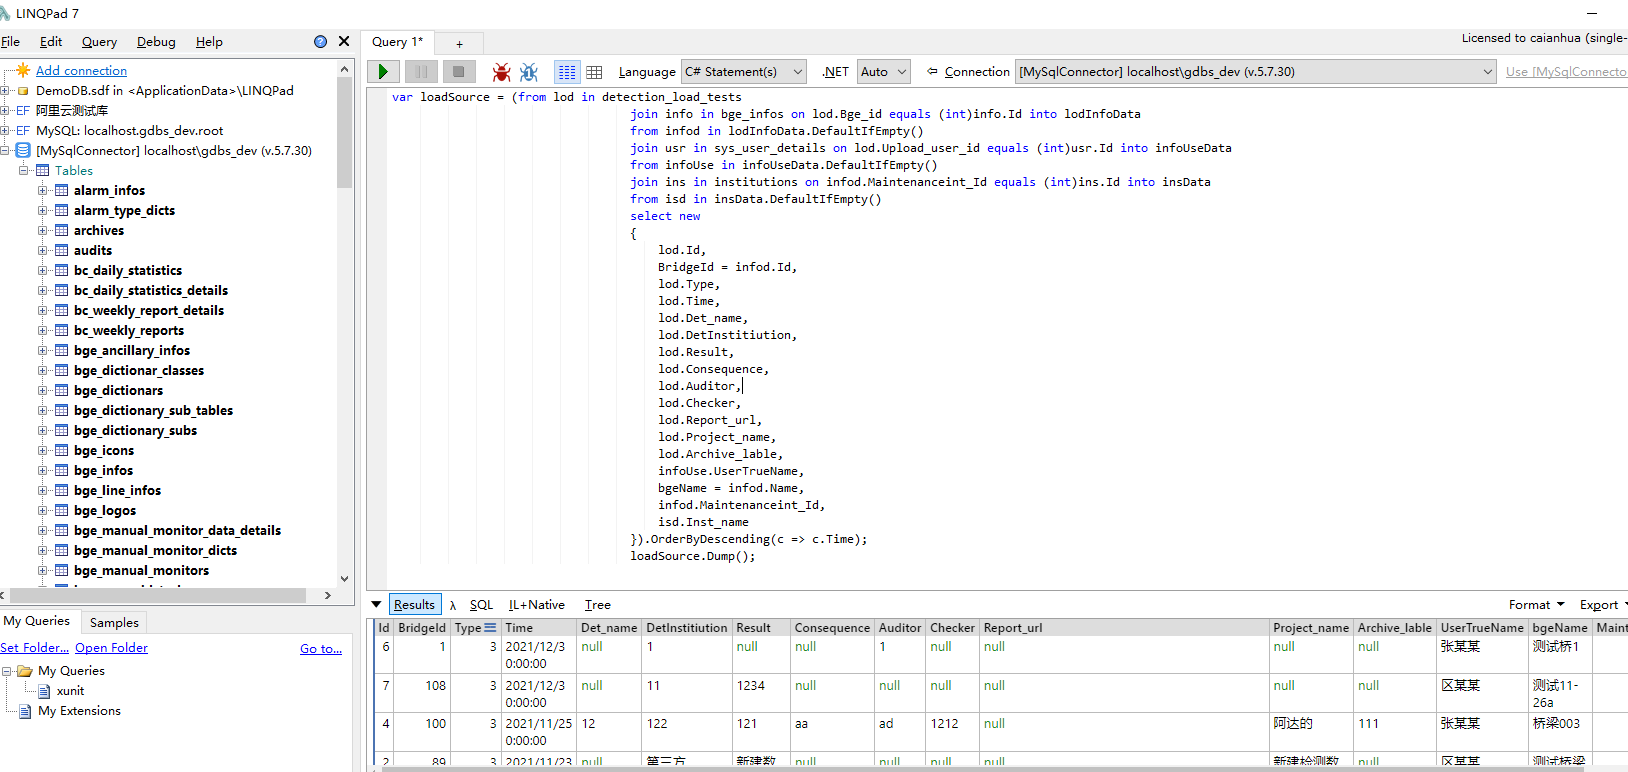 LINQPad 7
File Edit Query Debug Help
Query 1* +
Licensed to caianhua (single-
Language C# Statement(s) .NET Auto Connection [MySqlConnector] localhost\gdbs_dev (v.5.7.30) Use [MySqlConnecto
Add connection
DemoDB.sdf in <ApplicationData>\LINQPad
EF 阿里云测试库
EF MySQL: localhost.gdbs_dev.root
[MySqlConnector] localhost\gdbs_dev (v.5.7.30)
Tables
alarm_infos
alarm_type_dicts
archives
audits
bc_daily_statistics
bc_daily_statistics_details
bc_weekly_report_details
bc_weekly_reports
bge_ancillary_infos
bge_dictionar_classes
bge_dictionars
bge_dictionary_sub_tables
bge_dictionary_subs
bge_icons
bge_infos
bge_line_infos
bge_logos
bge_manual_monitor_data_details
bge_manual_monitor_dicts
bge_manual_monitors
My Queries Samples
Set Folder... Open Folder Go to...
My Queries
xunit
My Extensions
var loadSource = (from lod in detection_load_tests
join info in bge_infos on lod.Bge_id equals (int)info.Id into lodInfoData
from infod in lodInfoData.DefaultIfEmpty()
join usr in sys_user_details on lod.Upload_user_id equals (int)usr.Id into infoUseData
from infoUse in infoUseData.DefaultIfEmpty()
join ins in institutions on infod.Maintenanceint_Id equals (int)ins.Id into insData
from isd in insData.DefaultIfEmpty()
select new
{
lod.Id,
BridgeId = infod.Id,
lod.Type,
lod.Time,
lod.Det_name,
lod.DetInstitiution,
lod.Result,
lod.Consequence,
lod.Auditor,
lod.Checker,
lod.Report_url,
lod.Project_name,
lod.Archive_lable,
infoUse.UserTrueName,
bgeName = infod.Name,
infod.Maintenanceint_Id,
isd.Inst_name
}).OrderByDescending(c => c.Time);
loadSource.Dump();
Results λ SQL IL+Native Tree Format Export
Id BridgeId Type Time Det_name DetInstitiution Result Consequence Auditor Checker Report_url Project_name Archive_lable UserTrueName bgeName Maint
6 1 3 2021/12/3 0:00:00 null 1 null null 1 null null null null 张某某 测试桥1
7 108 3 2021/12/3 0:00:00 null 11 1234 null null null null null null 区某某 测试11-26a
4 100 3 2021/11/25 0:00:00 12 122 121 aa ad 1212 null 阿达的 111 张某某 桥梁003
2 89 3 2021/11/23 null 第三方 新建数 null null null null 新建检测数 null 区某某 测试桥梁